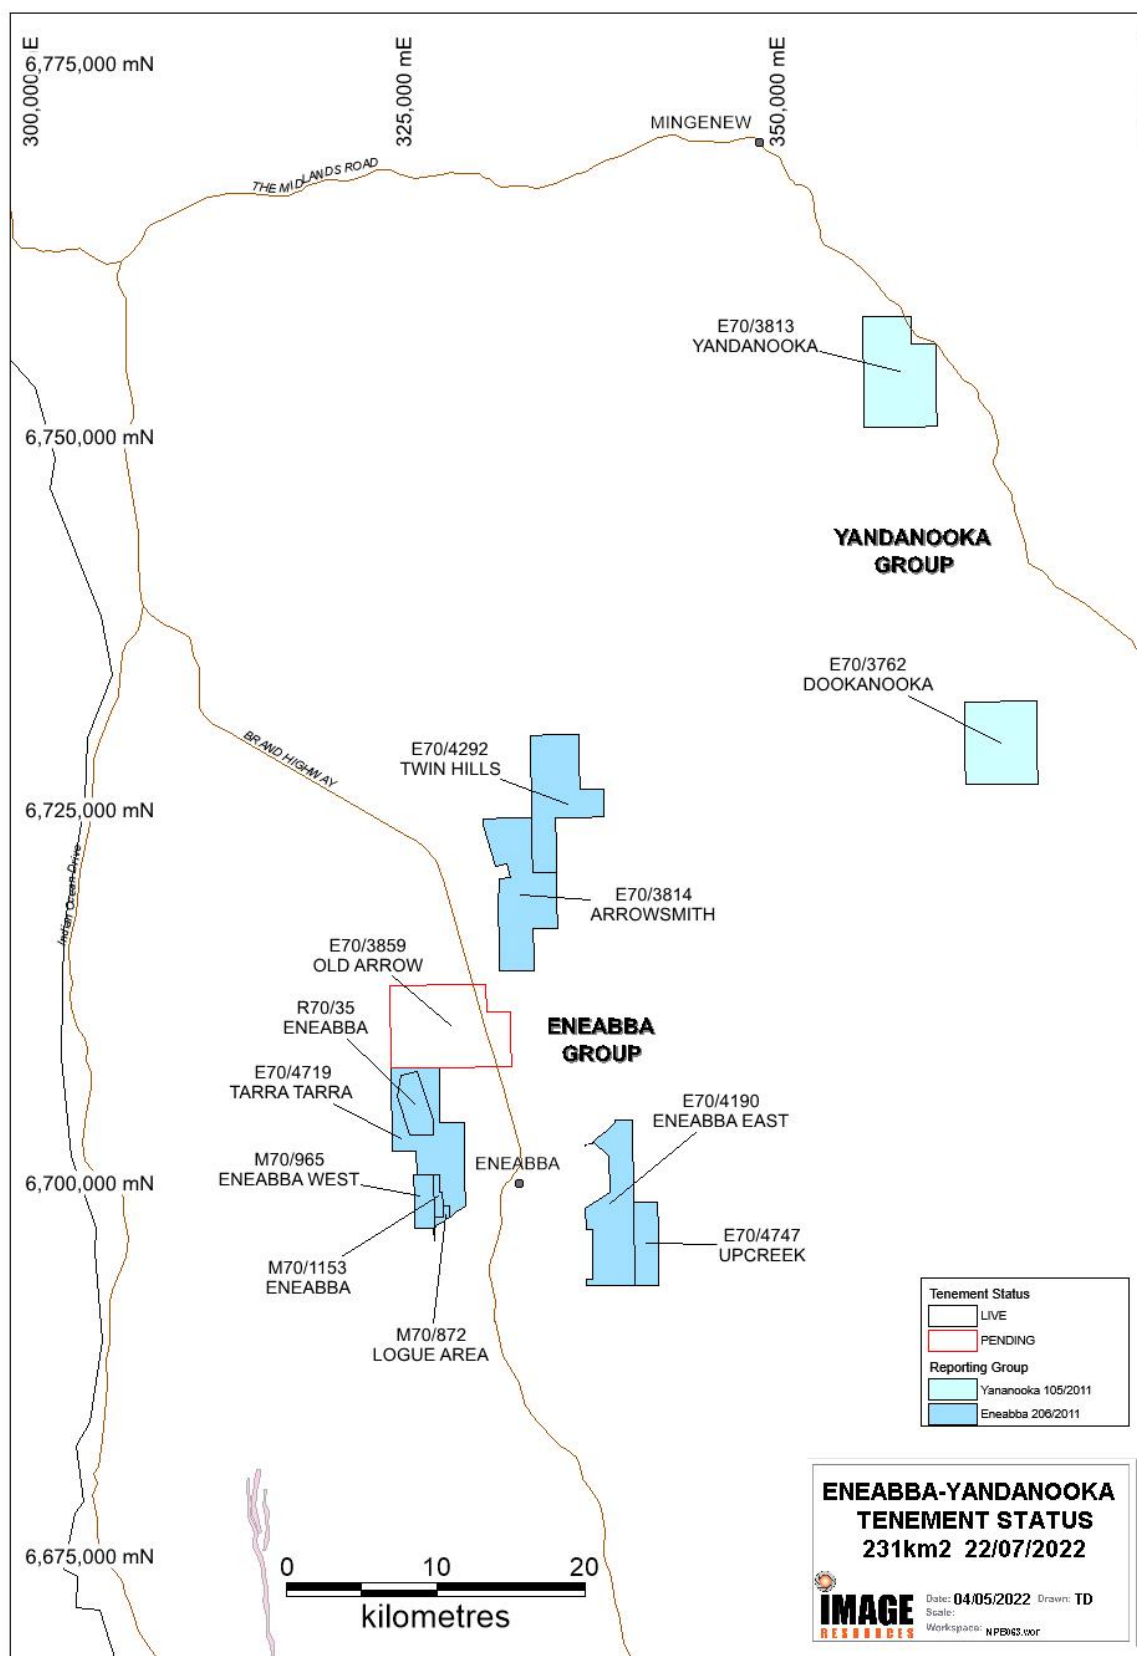 300,000 mE
325,000 mE
350,000 mE
6,775,000 mN
MINGENEW
THE MIDLANDS ROAD
E70/3813
YANDANOOKA
6,750,000 mN
YANDANOOKA
GROUP
E70/3762
DOOKANOOKA
BRAND HIGHWAY
E70/4292
TWIN HILLS
6,725,000 mN
Indian Ocean Drive
E70/3814
ARROWSMITH
E70/3859
OLD ARROW
R70/35
ENEABBA
ENEABBA
GROUP
E70/4719
TARRA TARRA
E70/4190
ENEABBA EAST
M70/965
ENEABBA WEST
ENEABBA
6,700,000 mN
E70/4747
UPCREEK
M70/1153
ENEABBA
M70/872
LOGUE AREA
Tenement Status
LIVE
PENDING
Reporting Group
Yananooka 105/2011
Eneabba 206/2011
6,675,000 mN
0 10 20
kilometres
ENEABBA-YANDANOOKA
TENEMENT STATUS
231km2 22/07/2022
IMAGE
RESOURCES
Date: 04/05/2022 Drawn: TD
Scale:
Workspace: NPE063.wor